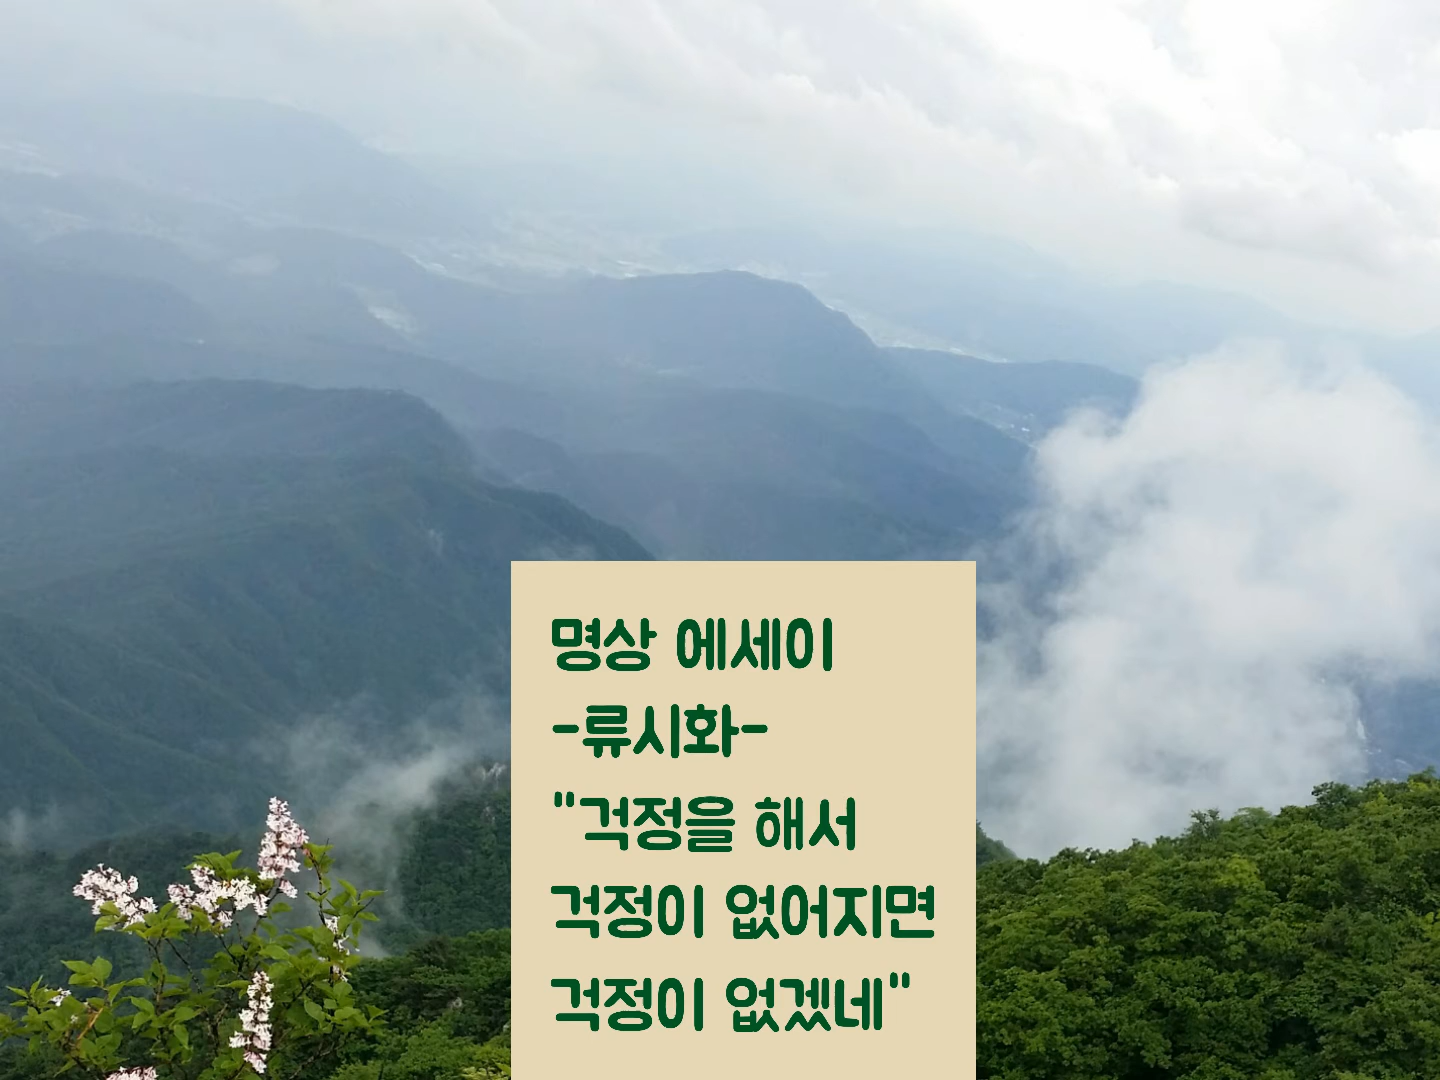 명상 에세이
-류시화-
"걱정을 해서
걱정이 없어지면
걱정이 없겠네"